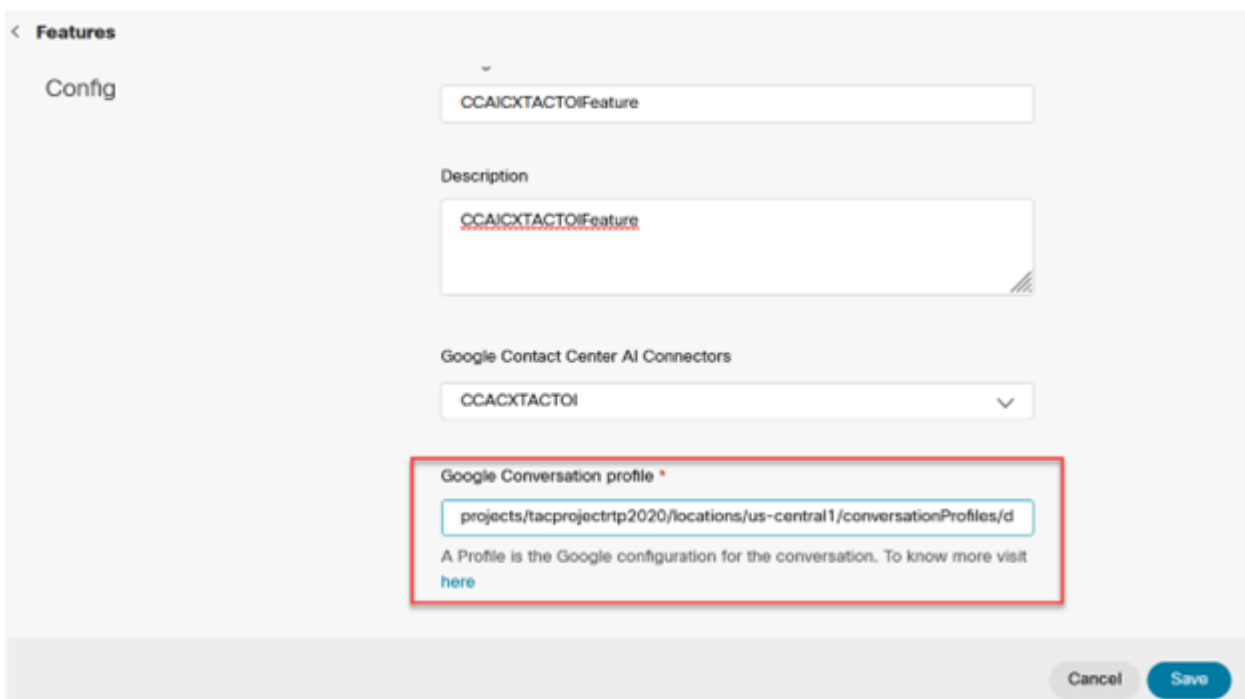 Features
Config
CCAICXTACTOIFeature
Description
CCAICXTACTOIFeature
Google Contact Center AI Connectors
CCACXTACTOI
Google Conversation profile *
projects/tacprojectrtp2020/locations/us-central1/conversationProfiles/d
A Profile is the Google configuration for the conversation. To know more visit
here
Cancel
Save